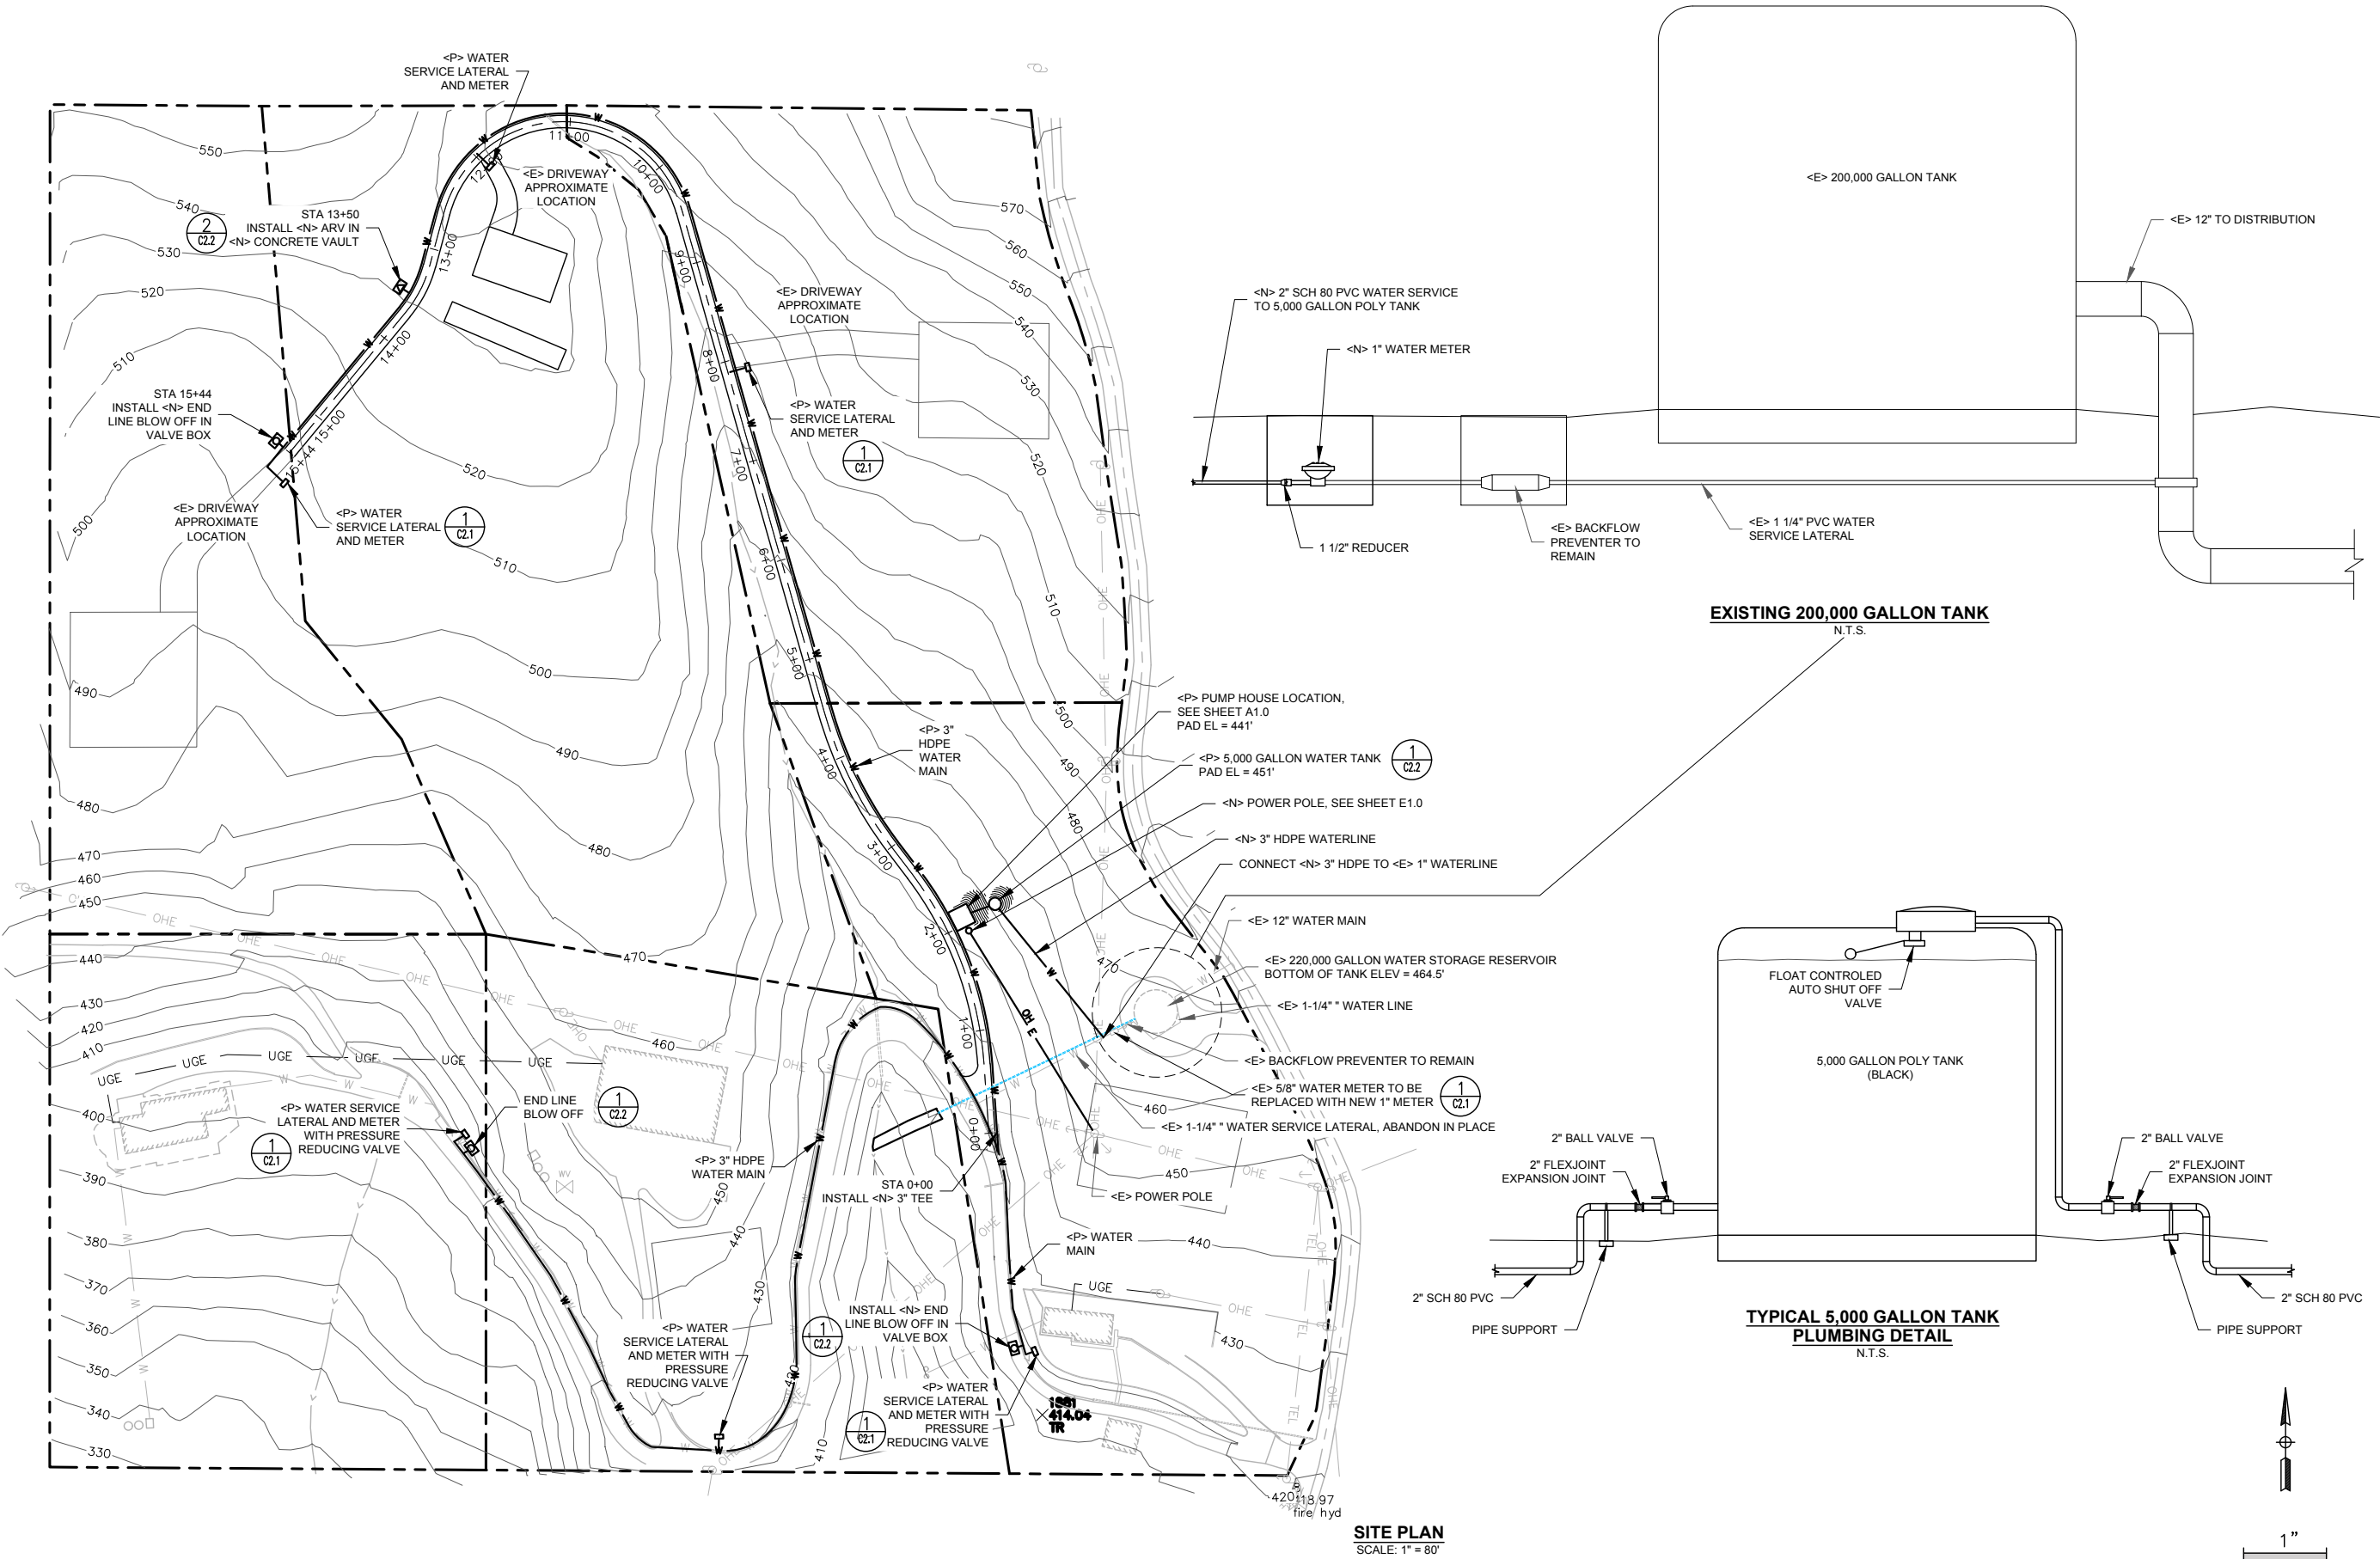 <P> WATER
SERVICE LATERAL
AND METER
550
540
2
C2.2
STA 13+50
INSTALL <N> ARV IN
<N> CONCRETE VAULT
530
520
510
STA 15+44
INSTALL <N> END
LINE BLOW OFF IN
VALVE BOX
15+44
15+00
14+00
13+00
11+00
10+00
9+00
8+00
7+00
6+00
5+00
4+00
3+00
2+00
1+00
0+00
<E> DRIVEWAY
APPROXIMATE
LOCATION
<E> DRIVEWAY
APPROXIMATE
LOCATION
570
560
550
540
530
520
510
<P> WATER
SERVICE LATERAL
AND METER
1
C2.1
500
<E> DRIVEWAY
APPROXIMATE
LOCATION
<P> WATER
SERVICE LATERAL
AND METER
1
C2.1
520
510
500
490
490
480
480
470
460
450
500
490
480
470
<P> 3"
HDPE
WATER
MAIN
<P> PUMP HOUSE LOCATION,
SEE SHEET A1.0
PAD EL = 441'
<P> 5,000 GALLON WATER TANK
PAD EL = 451'
1
C2.2
<N> POWER POLE, SEE SHEET E1.0
<N> 3" HDPE WATERLINE
CONNECT <N> 3" HDPE TO <E> 1" WATERLINE
<E> 12" WATER MAIN
<E> 220,000 GALLON WATER STORAGE RESERVOIR
BOTTOM OF TANK ELEV = 464.5'
<E> 1-1/4" " WATER LINE
<E> BACKFLOW PREVENTER TO REMAIN
<E> 5/8" WATER METER TO BE
REPLACED WITH NEW 1" METER
1
C2.1
<E> 1-1/4" " WATER SERVICE LATERAL, ABANDON IN PLACE
<E> POWER POLE
OH E
470
460
460
450
440
430
440
430
420
410
400
390
380
370
360
350
340
330
UGE
UGE
UGE
UGE
UGE
<P> WATER SERVICE
LATERAL AND METER
WITH PRESSURE
REDUCING VALVE
1
C2.1
END LINE
BLOW OFF
1
C2.2
WV
<P> 3" HDPE
WATER MAIN
STA 0+00
INSTALL <N> 3" TEE
450
440
430
420
410
<P> WATER
MAIN
UGE
INSTALL <N> END
LINE BLOW OFF IN
VALVE BOX
1
C2.2
<P> WATER
SERVICE LATERAL
AND METER WITH
PRESSURE
REDUCING VALVE
<P> WATER
SERVICE LATERAL
AND METER WITH
PRESSURE
REDUCING VALVE
1
C2.1
414.04
TR
420
fire hyd
OHE
OHE
OHE
OHE
OHE
OHE
OHE
TEL
TEL
TEL
SITE PLAN
SCALE: 1" = 80'
<E> 200,000 GALLON TANK
<E> 12" TO DISTRIBUTION
<N> 2" SCH 80 PVC WATER SERVICE
TO 5,000 GALLON POLY TANK
<N> 1" WATER METER
1 1/2" REDUCER
<E> BACKFLOW
PREVENTER TO
REMAIN
<E> 1 1/4" PVC WATER
SERVICE LATERAL
EXISTING 200,000 GALLON TANK
N.T.S.
FLOAT CONTROLED
AUTO SHUT OFF
VALVE
5,000 GALLON POLY TANK
(BLACK)
2" BALL VALVE
2" FLEXJOINT
EXPANSION JOINT
2" SCH 80 PVC
PIPE SUPPORT
2" BALL VALVE
2" FLEXJOINT
EXPANSION JOINT
2" SCH 80 PVC
PIPE SUPPORT
TYPICAL 5,000 GALLON TANK
PLUMBING DETAIL
N.T.S.
1"